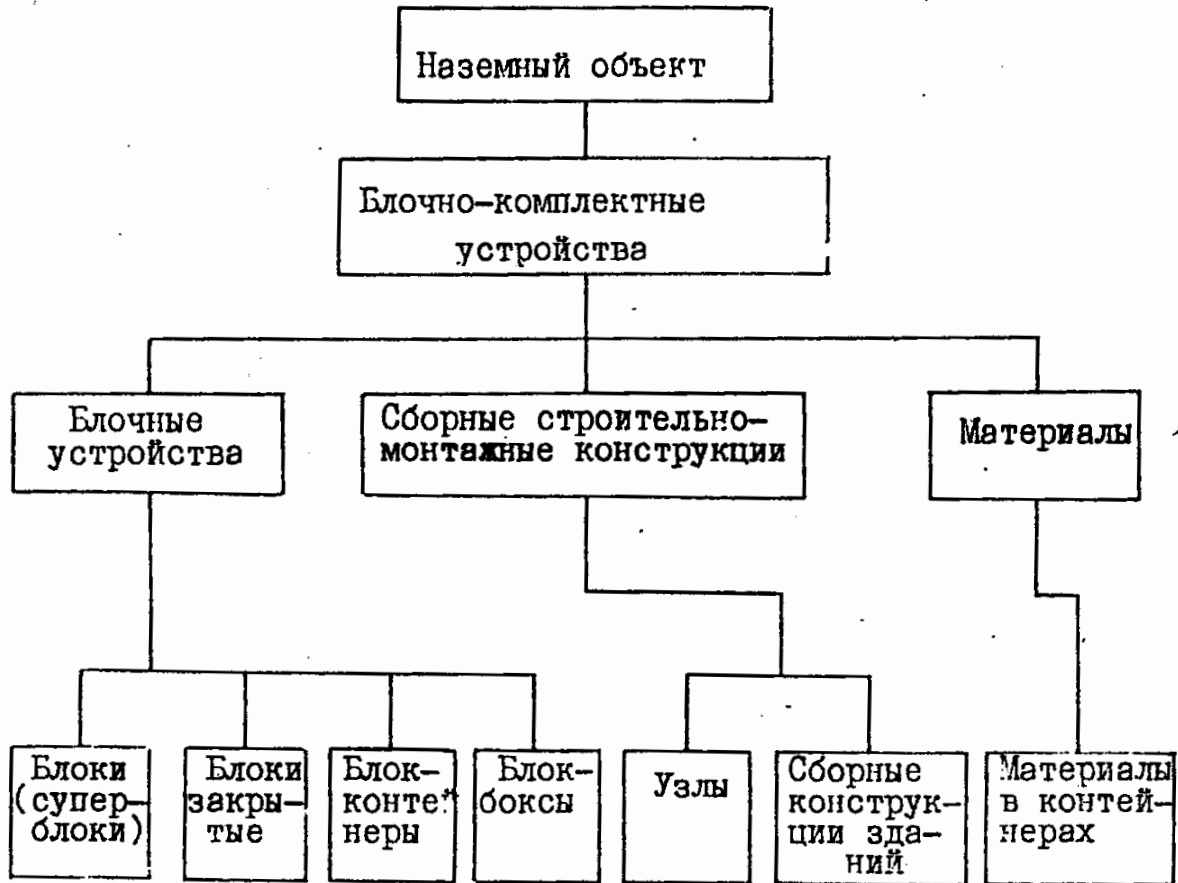 Наземный объект
Блочно-комплектные
устройства
Блочные
устройства
Сборные строительно-
монтажные конструкции
Материалы
Блоки
(супер-
блоки)
Блоки
закры-
тые
Блок-
контей
неры
Блок-
боксы
Узлы
Сборные
конструк-
ции зда-
ний
Материалы
в контей-
нерах